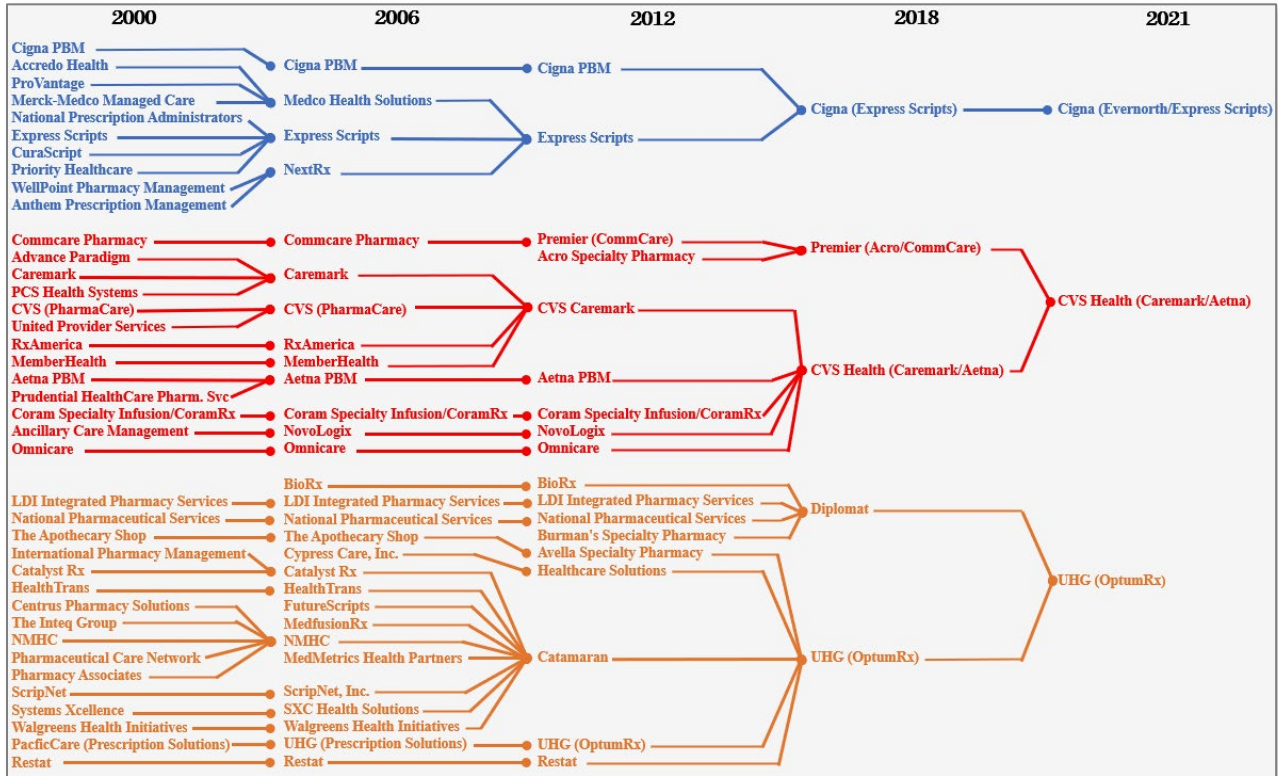 2000 2006 2012 2018 2021
Cigna PBM
Accredo Health
ProVantage
Merck-Medco Managed Care
National Prescription Administrators
Express Scripts
CuraScript
Priority Healthcare
WellPoint Pharmacy Management
Anthem Prescription Management
Cigna PBM
Medco Health Solutions
Express Scripts
NextRx
Cigna PBM
Express Scripts
Cigna (Express Scripts)
Cigna (Evernorth/Express Scripts)
Commcare Pharmacy
Advance Paradigm
Caremark
PCS Health Systems
CVS (PharmaCare)
United Provider Services
RxAmerica
MemberHealth
Aetna PBM
Prudential HealthCare Pharm. Svc
Coram Specialty Infusion/CoramRx
Ancillary Care Management
Omnicare
Commcare Pharmacy
Caremark
CVS (PharmaCare)
RxAmerica
MemberHealth
Aetna PBM
Coram Specialty Infusion/CoramRx
NovoLogix
Omnicare
Premier (CommCare)
Acro Specialty Pharmacy
CVS Caremark
Aetna PBM
Coram Specialty Infusion/CoramRx
NovoLogix
Omnicare
Premier (Acro/CommCare)
CVS Health (Caremark/Aetna)
CVS Health (Caremark/Aetna)
LDI Integrated Pharmacy Services
National Pharmaceutical Services
The Apothecary Shop
International Pharmacy Management
Catalyst Rx
HealthTrans
Centrus Pharmacy Solutions
The Inteq Group
NMHC
Pharmaceutical Care Network
Pharmacy Associates
ScripNet
Systems Xcellence
Walgreens Health Initiatives
PacficCare (Prescription Solutions)
Restat
BioRx
LDI Integrated Pharmacy Services
National Pharmaceutical Services
The Apothecary Shop
Cypress Care, Inc.
Catalyst Rx
HealthTrans
FutureScripts
MedfusionRx
NMHC
MedMetrics Health Partners
ScripNet, Inc.
SXC Health Solutions
Walgreens Health Initiatives
UHG (Prescription Solutions)
Restat
BioRx
LDI Integrated Pharmacy Services
National Pharmaceutical Services
Burman's Specialty Pharmacy
Avella Specialty Pharmacy
Healthcare Solutions
Catamaran
UHG (OptumRx)
Restat
Diplomat
UHG (OptumRx)
UHG (OptumRx)